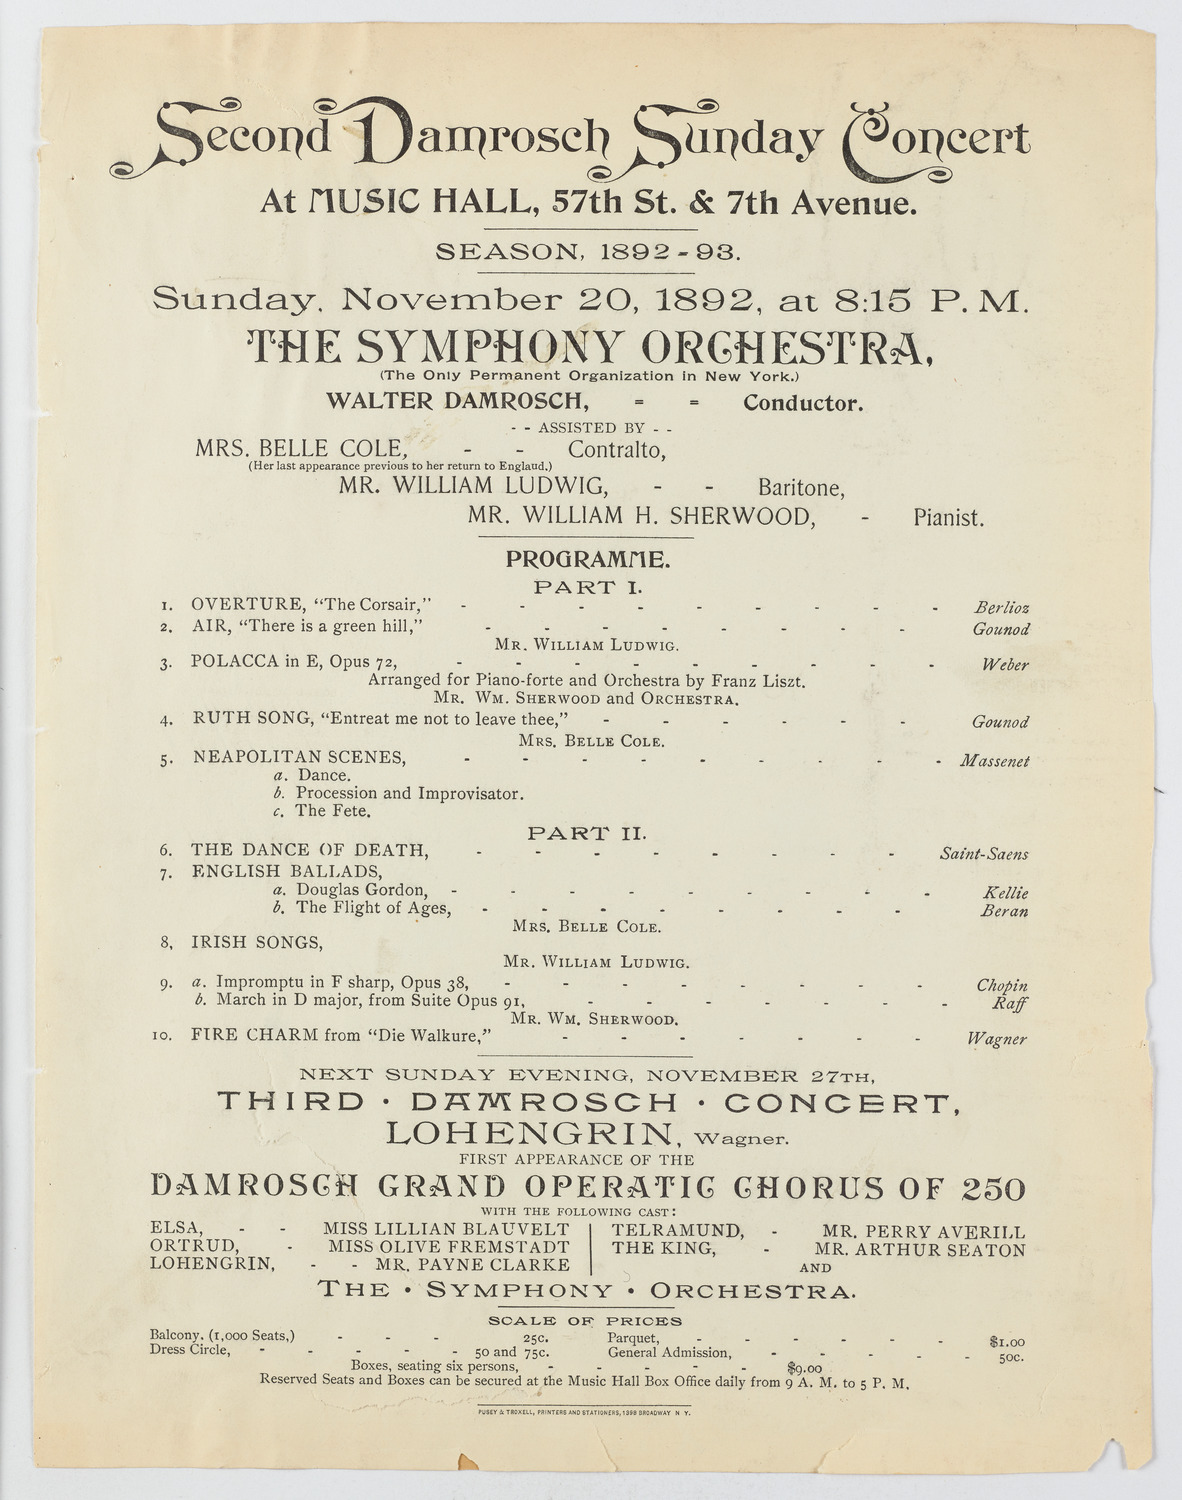 Second Damrosch Sunday Concert
At MUSIC HALL, 57th St. & 7th Avenue.
SEASON, 1892-93.
Sunday, November 20, 1892, at 8:15 P. M.
THE SYMPHONY ORCHESTRA,
(The Only Permanent Organization in New York.)
WALTER DAMROSCH, = = Conductor.
- - ASSISTED BY - -
MRS. BELLE COLE, - - Contralto,
(Her last appearance previous to her return to England.)
MR. WILLIAM LUDWIG, - - Baritone,
MR. WILLIAM H. SHERWOOD, - Pianist.
PROGRAMME.
PART I.
1. OVERTURE, “The Corsair,” - - - - - - - - - Berlioz
2. AIR, “There is a green hill,” - - - - - - - - Gounod
MR. WILLIAM LUDWIG.
3. POLACCA in E, Opus 72, - - - - - - - - - Weber
Arranged for Piano-forte and Orchestra by Franz Liszt.
MR. WM. SHERWOOD and ORCHESTRA.
4. RUTH SONG, “Entreat me not to leave thee,” - - - - - - Gounod
MRS. BELLE COLE.
5. NEAPOLITAN SCENES, - - - - - - - - - Massenet
a. Dance.
b. Procession and Improvisator.
c. The Fete.
PART II.
6. THE DANCE OF DEATH, - - - - - - - - Saint-Saens
7. ENGLISH BALLADS,
a. Douglas Gordon, - - - - - - - - - Kellie
b. The Flight of Ages, - - - - - - - - Beran
MRS. BELLE COLE.
8, IRISH SONGS,
MR. WILLIAM LUDWIG.
9. a. Impromptu in F sharp, Opus 38, - - - - - - - - Chopin
b. March in D major, from Suite Opus 91, - - - - - - - Raff
MR. WM. SHERWOOD.
10. FIRE CHARM from “Die Walkure,” - - - - - - - Wagner
NEXT SUNDAY EVENING, NOVEMBER 27TH,
THIRD · DAMROSCH · CONCERT,
LOHENGRIN, Wagner.
FIRST APPEARANCE OF THE
DAMROSCH GRAND OPERATIC CHORUS OF 250
WITH THE FOLLOWING CAST:
ELSA, - - MISS LILLIAN BLAUVELT | TELRAMUND, - MR. PERRY AVERILL
ORTRUD, - MISS OLIVE FREMSTADT | THE KING, - MR. ARTHUR SEATON
LOHENGRIN, - - MR. PAYNE CLARKE | AND
THE · SYMPHONY · ORCHESTRA.
SCALE OF PRICES
Balcony. (1,000 Seats,) - - - 25c. Parquet, - - - - - $1.00
Dress Circle, - - - - - 50 and 75c. General Admission, - - - - - 50c.
Boxes, seating six persons, - - - - - $9.00
Reserved Seats and Boxes can be secured at the Music Hall Box Office daily from 9 A. M. to 5 P. M.
PUSEY & TROXELL, PRINTERS AND STATIONERS, 1398 BROADWAY N Y.